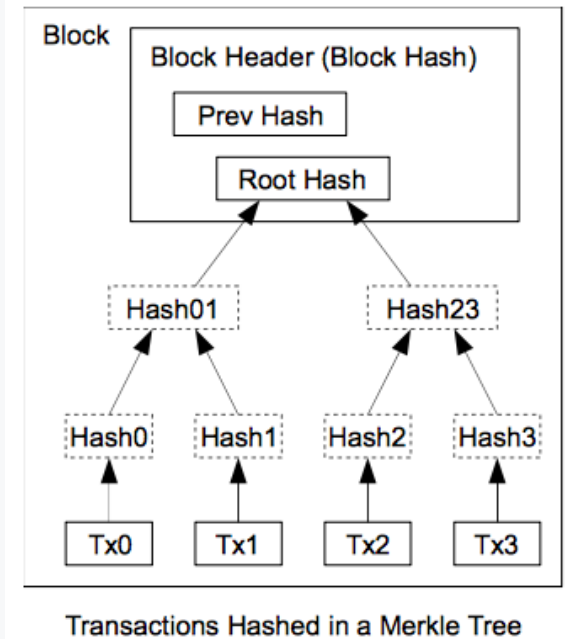 Block
Block Header (Block Hash)
Prev Hash
Root Hash
Hash01
Hash23
Hash0
Hash1
Hash2
Hash3
Tx0
Tx1
Tx2
Tx3
Transactions Hashed in a Merkle Tree